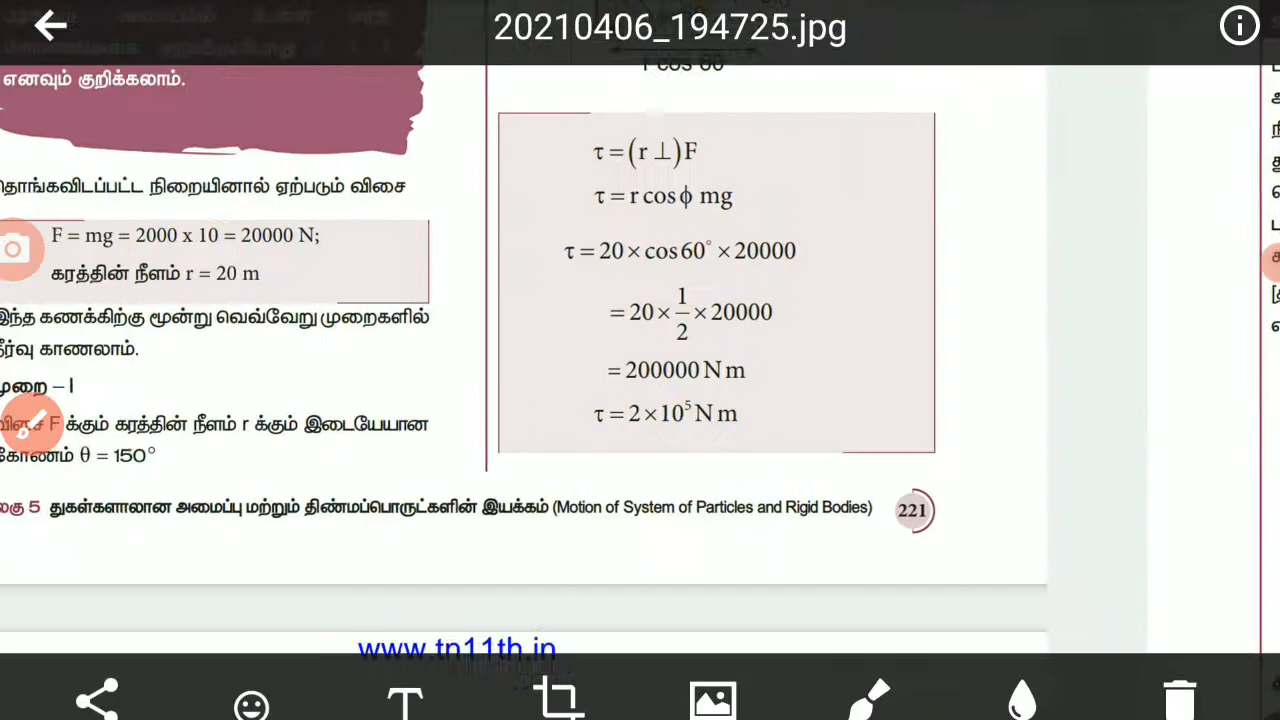 20210406_194725.jpg
எனவும் குறிக்கலாம்.
தொங்கவிடப்பட்ட நிறையினால் ஏற்படும் விசை
F = mg = 2000 x 10 = 20000 N;
கரத்தின் நீளம் r = 20 m
இந்த கணக்கிற்கு மூன்று வெவ்வேறு முறைகளில்
தீர்வு காணலாம்.
முறை – I
விசை F க்கும் கரத்தின் நீளம் r க்கும் இடையேயான
கோணம் θ = 150°
τ = (r ⊥) F
τ = r cos ϕ mg
τ = 20 × cos 60° × 20000
= 20 × 1/2 × 20000
= 200000 N m
τ = 2 × 10⁵ N m
5 துகள்களாலான அமைப்பு மற்றும் திண்மப்பொருட்களின் இயக்கம் (Motion of System of Particles and Rigid Bodies) 221
www.tn11th.in